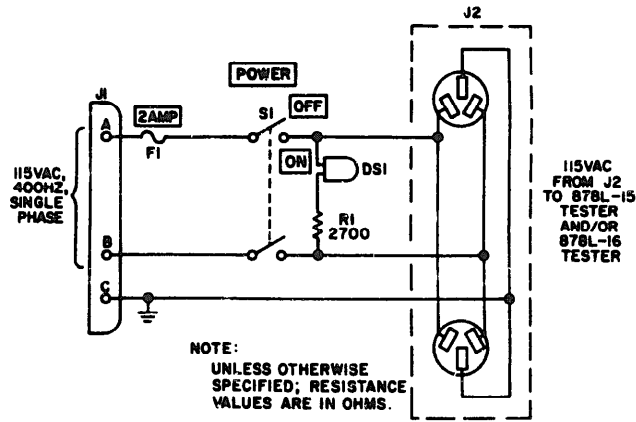 J2
POWER
J1
2AMP
S1
OFF
A
F1
ON
DS1
115VAC,
400HZ,
SINGLE
PHASE
R1
2700
B
C
115VAC
FROM J2
TO 878L-15
TESTER
AND/OR
878L-16
TESTER
NOTE:
UNLESS OTHERWISE
SPECIFIED; RESISTANCE
VALUES ARE IN OHMS.